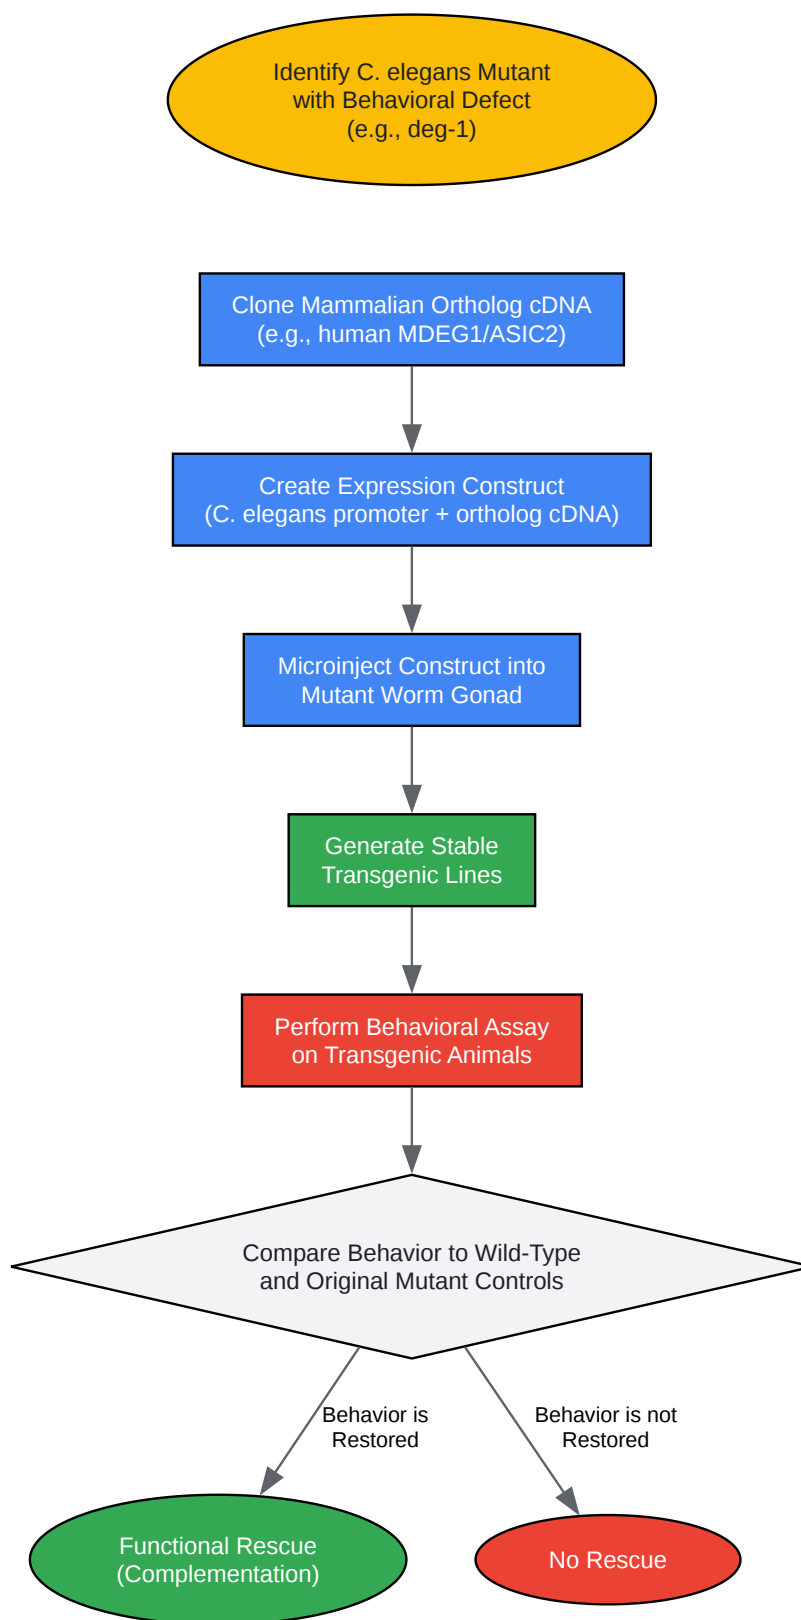 Identify C. elegans Mutant
with Behavioral Defect
(e.g., deg-1)
Clone Mammalian Ortholog cDNA
(e.g., human MDEG1/ASIC2)
Create Expression Construct
(C. elegans promoter + ortholog cDNA)
Microinject Construct into
Mutant Worm Gonad
Generate Stable
Transgenic Lines
Perform Behavioral Assay
on Transgenic Animals
Compare Behavior to Wild-Type
and Original Mutant Controls
Behavior is
Restored
Behavior is not
Restored
Functional Rescue
(Complementation)
No Rescue